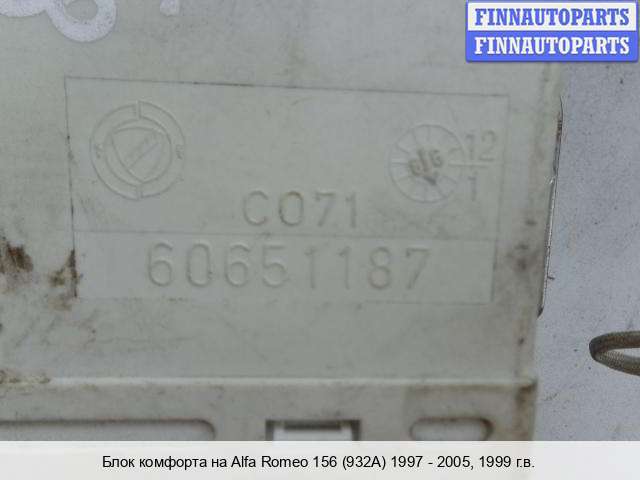 FINNAUTOPARTS
FINNAUTOPARTS
12
1
C071
60651187
Блок комфорта на Alfa Romeo 156 (932A) 1997 - 2005, 1999 г.в.